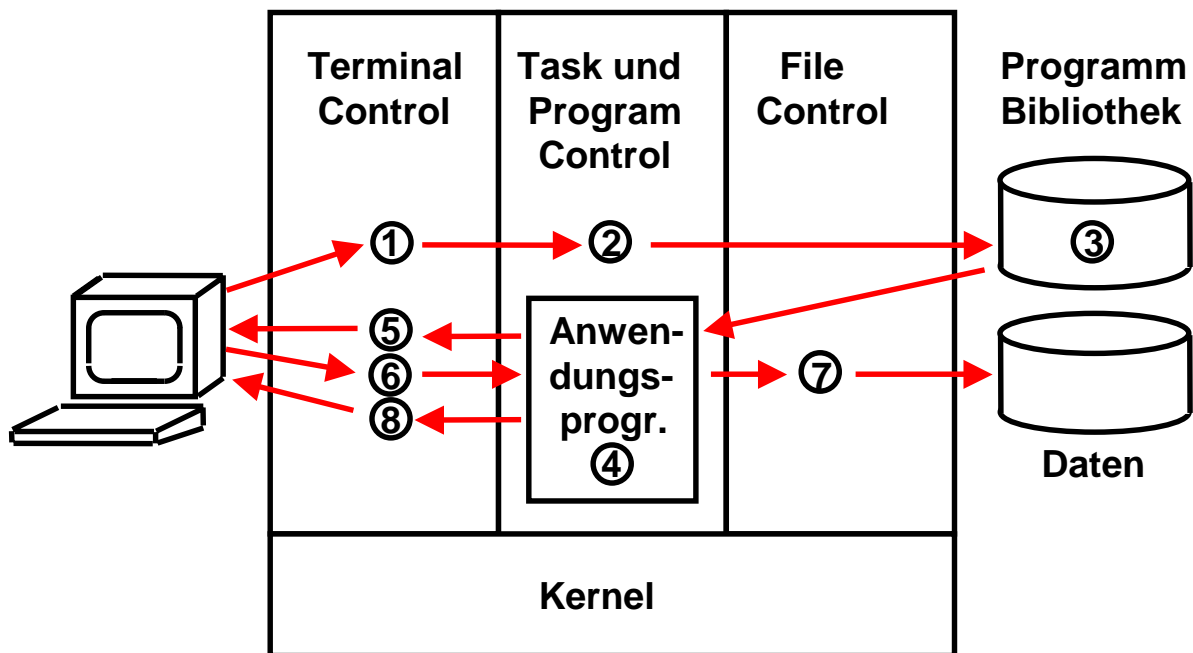 Terminal
Control
Task und
Program
Control
File
Control
Programm
Bibliothek
1
2
3
5
6
8
Anwen-
dungs-
progr.
4
7
Daten
Kernel